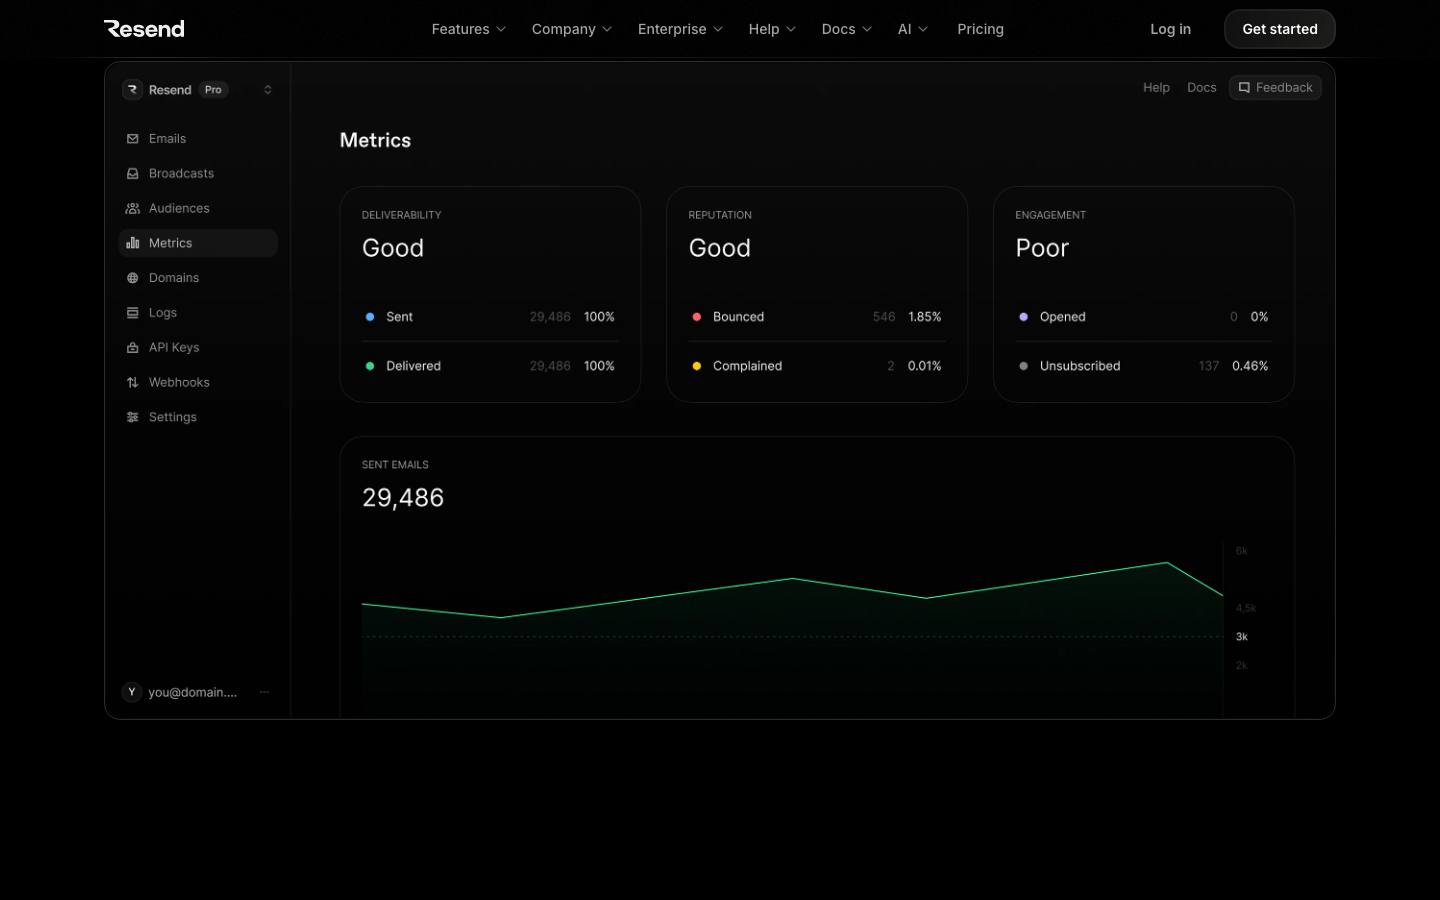 Resend
Features
Company
Enterprise
Help
Docs
AI
Pricing
Log in
Get started
Resend Pro
Help
Docs
Feedback
Emails
Broadcasts
Audiences
Metrics
Domains
Logs
API Keys
Webhooks
Settings
Y you@domain.... ...
Metrics
DELIVERABILITY
Good
Sent 29,486 100%
Delivered 29,486 100%
REPUTATION
Good
Bounced 546 1.85%
Complained 2 0.01%
ENGAGEMENT
Poor
Opened 0 0%
Unsubscribed 137 0.46%
SENT EMAILS
29,486
6k
4,5k
3k
2k